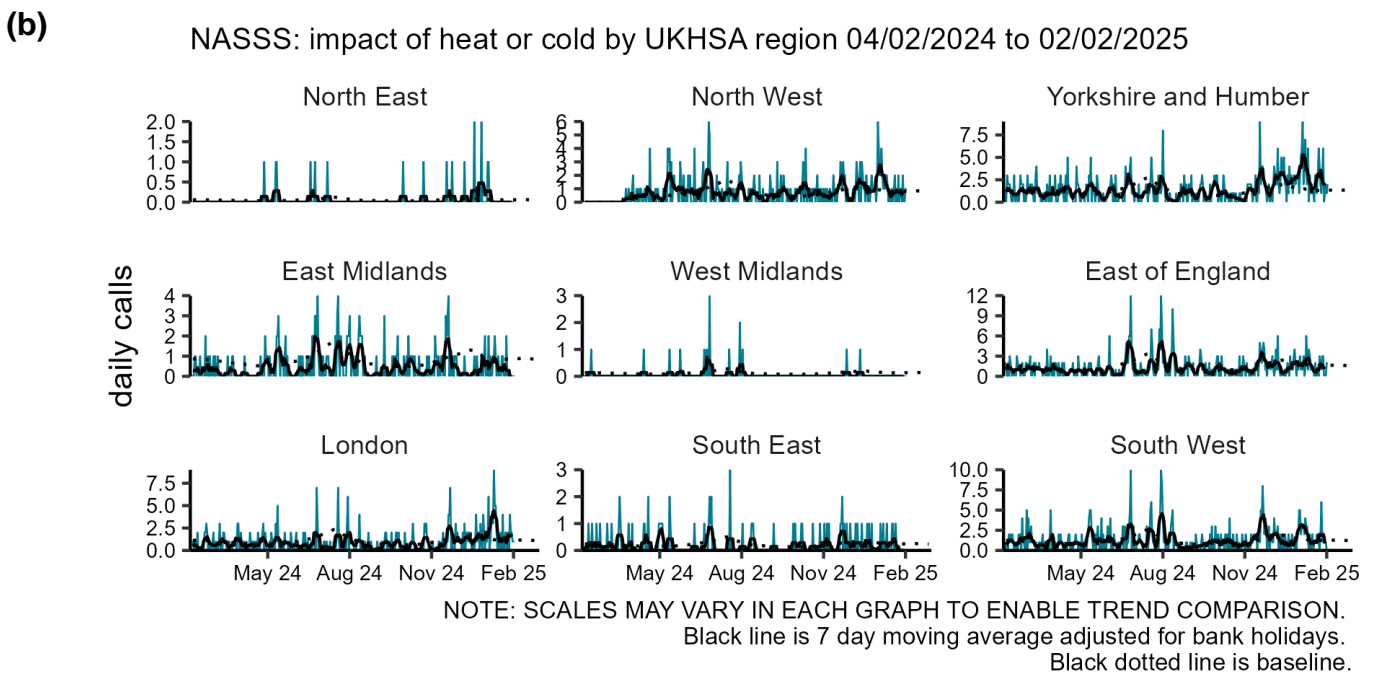 (b)
NASSS: impact of heat or cold by UKHSA region 04/02/2024 to 02/02/2025
daily calls
North East
2.0
1.5
1.0
0.5
0.0
North West
6
5
4
3
2
1
0
Yorkshire and Humber
7.5
5.0
2.5
0.0
East Midlands
4
3
2
1
0
West Midlands
3
2
1
0
East of England
12
9
6
3
0
London
7.5
5.0
2.5
0.0
May 24 Aug 24 Nov 24 Feb 25
South East
3
2
1
0
May 24 Aug 24 Nov 24 Feb 25
South West
10.0
7.5
5.0
2.5
0.0
May 24 Aug 24 Nov 24 Feb 25
NOTE: SCALES MAY VARY IN EACH GRAPH TO ENABLE TREND COMPARISON.
Black line is 7 day moving average adjusted for bank holidays.
Black dotted line is baseline.